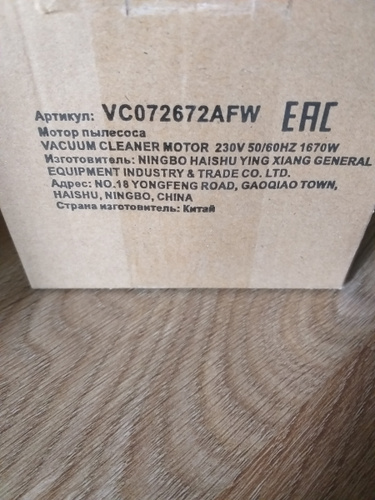 Артикул: VC072672AFW EAC
Мотор пылесоса
VACUUM CLEANER MOTOR 230V 50/60HZ 1670W
Изготовитель: NINGBO HAISHU YING XIANG GENERAL
EQUIPMENT INDUSTRY & TRADE CO. LTD.
Адрес: NO.18 YONGFENG ROAD, GAOQIAO TOWN,
HAISHU, NINGBO, CHINA
Страна изготовитель: Китай